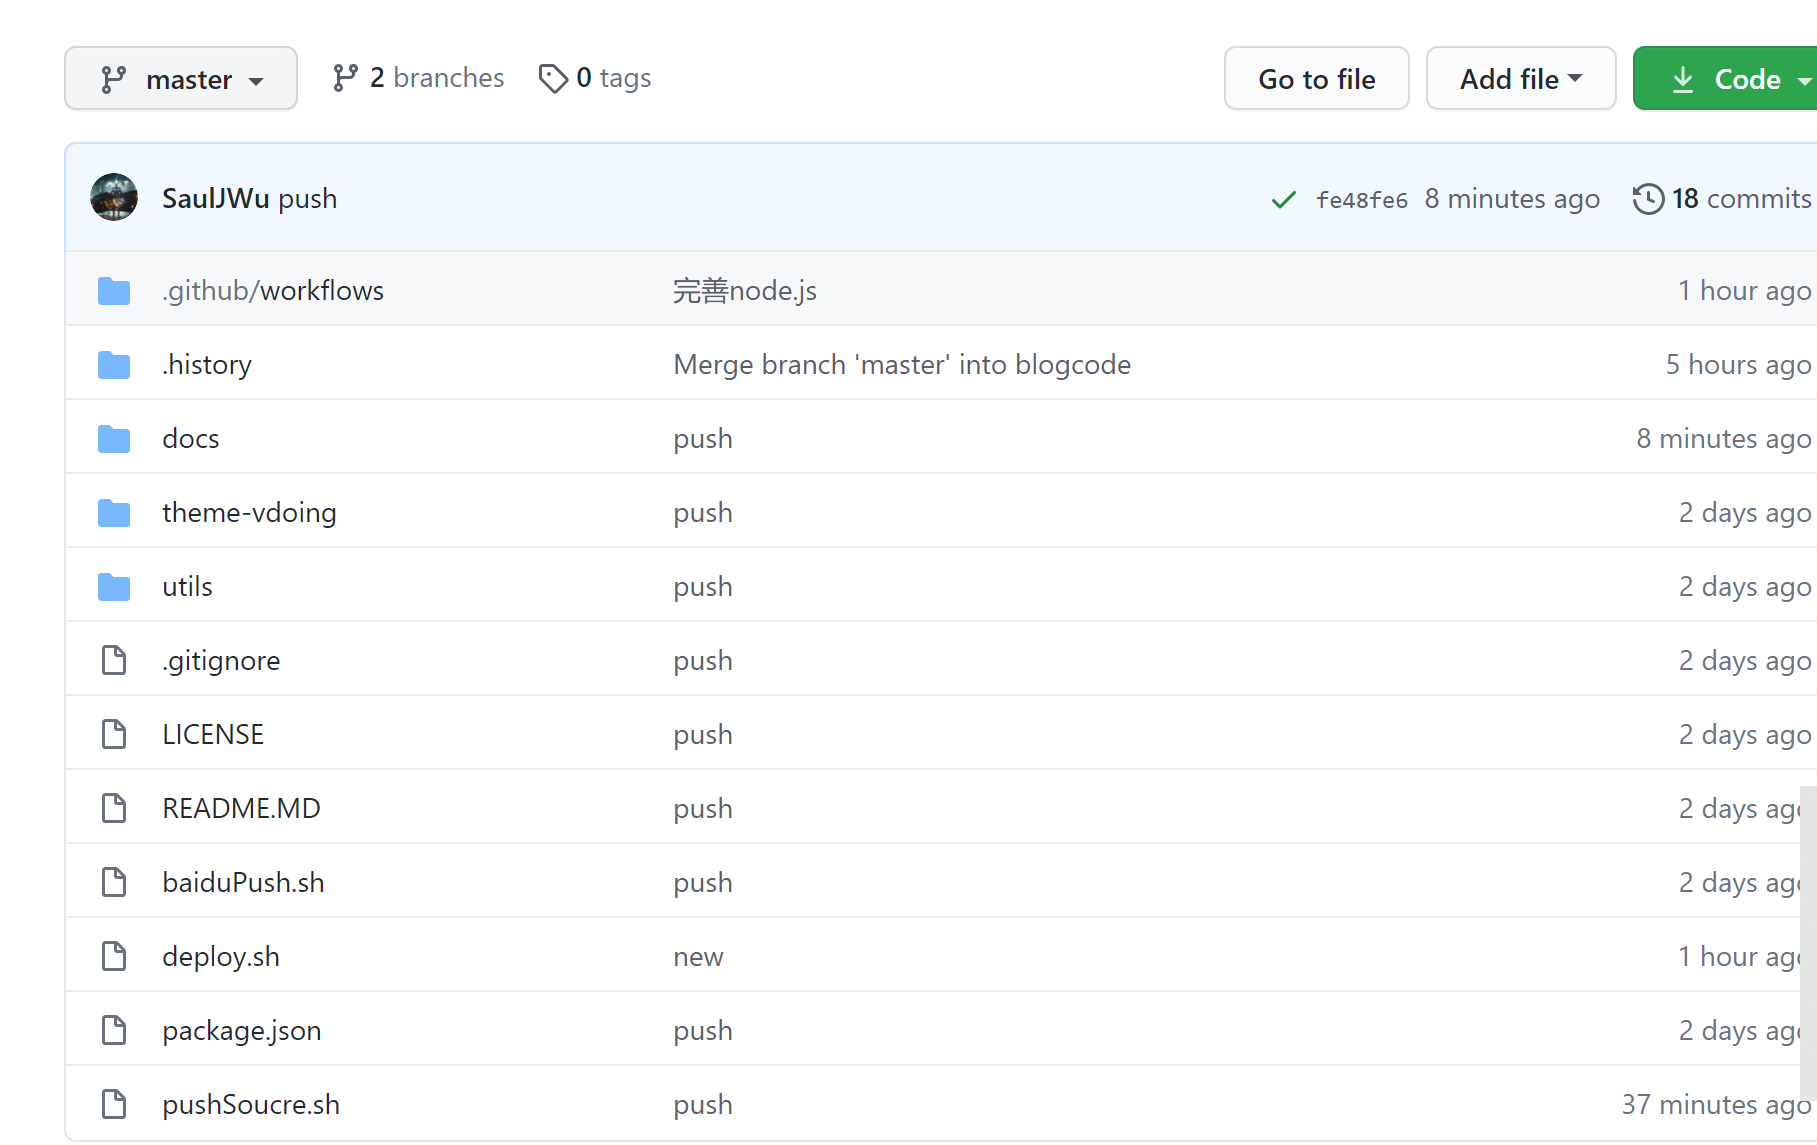 master 2 branches 0 tags Go to file Add file Code
SaulJWu push fe48fe6 8 minutes ago 18 commits
.github/workflows 完善node.js 1 hour ago
.history Merge branch 'master' into blogcode 5 hours ago
docs push 8 minutes ago
theme-vdoing push 2 days ago
utils push 2 days ago
.gitignore push 2 days ago
LICENSE push 2 days ago
README.MD push 2 days ago
baiduPush.sh push 2 days ago
deploy.sh new 1 hour ago
package.json push 2 days ago
pushSoucre.sh push 37 minutes ago